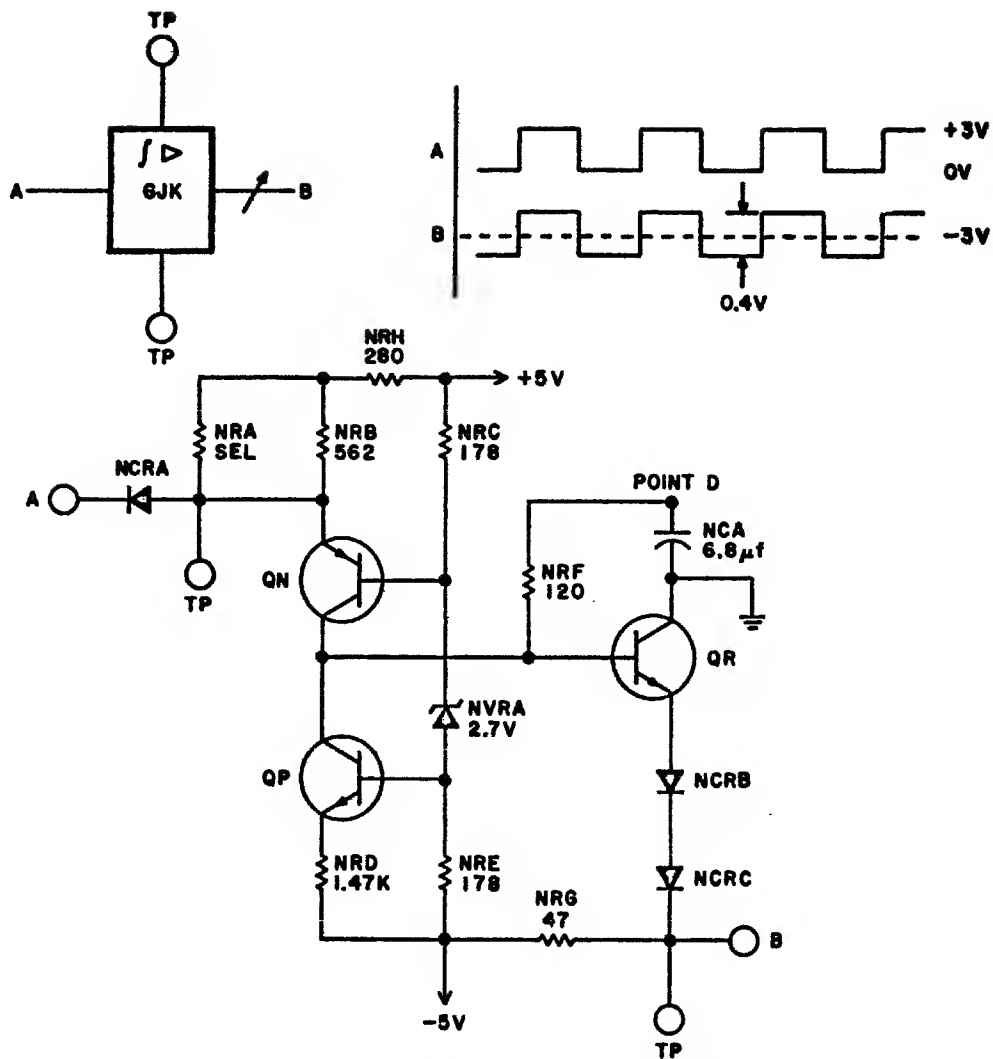 TP
∫ ▷
6JK
A
B
TP
A
+3V
0V
B
-3V
0.4V
NRH
280
+5V
NRA
SEL
NRB
562
NRC
178
NCRA
A
TP
QN
POINT D
NCA
6.8μf
NRF
120
QR
NVRA
2.7V
QP
NCRB
NRD
1.47K
NRE
178
NCRC
NRG
47
B
-5V
TP